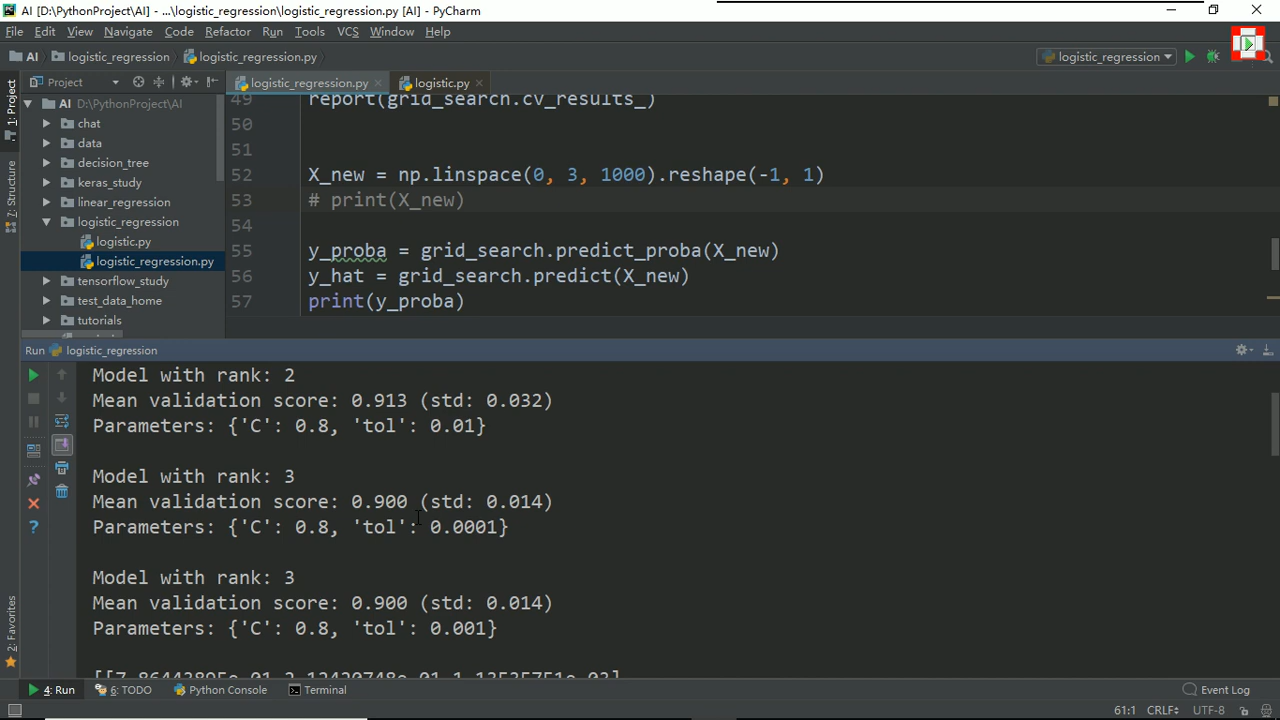 AI [D:\PythonProject\AI] - ...\logistic_regression\logistic_regression.py [AI] - PyCharm
File Edit View Navigate Code Refactor Run Tools VCS Window Help
AI logistic_regression logistic_regression.py logistic_regression
1: Project
7: Structure
2: Favorites
Project
AI D:\PythonProject\AI
chat
data
decision_tree
keras_study
linear_regression
logistic_regression
logistic.py
logistic_regression.py
tensorflow_study
test_data_home
tutorials
logistic_regression.py logistic.py
49 report(grid_search.cv_results_)
50
51
52 X_new = np.linspace(0, 3, 1000).reshape(-1, 1)
53 # print(X_new)
54
55 y_proba = grid_search.predict_proba(X_new)
56 y_hat = grid_search.predict(X_new)
57 print(y_proba)
Run logistic_regression
Model with rank: 2
Mean validation score: 0.913 (std: 0.032)
Parameters: {'C': 0.8, 'tol': 0.01}
Model with rank: 3
Mean validation score: 0.900 (std: 0.014)
Parameters: {'C': 0.8, 'tol': 0.0001}
Model with rank: 3
Mean validation score: 0.900 (std: 0.014)
Parameters: {'C': 0.8, 'tol': 0.001}
4: Run 6: TODO Python Console Terminal Event Log
61:1 CRLF UTF-8